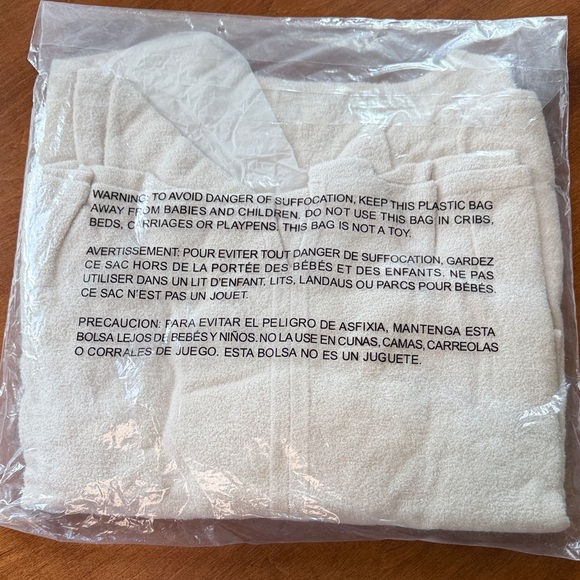 WARNING: TO AVOID DANGER OF SUFFOCATION, KEEP THIS PLASTIC BAG
AWAY FROM BABIES AND CHILDREN. DO NOT USE THIS BAG IN CRIBS,
BEDS, CARRIAGES OR PLAYPENS. THIS BAG IS NOT A TOY.
AVERTISSEMENT: POUR EVITER TOUT DANGER DE SUFFOCATION, GARDEZ
CE SAC HORS DE LA PORTÉE DES BÉBÉS ET DES ENFANTS. NE PAS
UTILISER DANS UN LIT D'ENFANT. LITS, LANDAUS OU PARCS POUR BÉBÉS.
CE SAC N'EST PAS UN JOUET.
PRECAUCION: PARA EVITAR EL PELIGRO DE ASFIXIA, MANTENGA ESTA
BOLSA LEJOS DE BEBÉS Y NIÑOS. NO LA USE EN CUNAS, CAMAS, CARREOLAS
O CORRALES DE JUEGO. ESTA BOLSA NO ES UN JUGUETE.